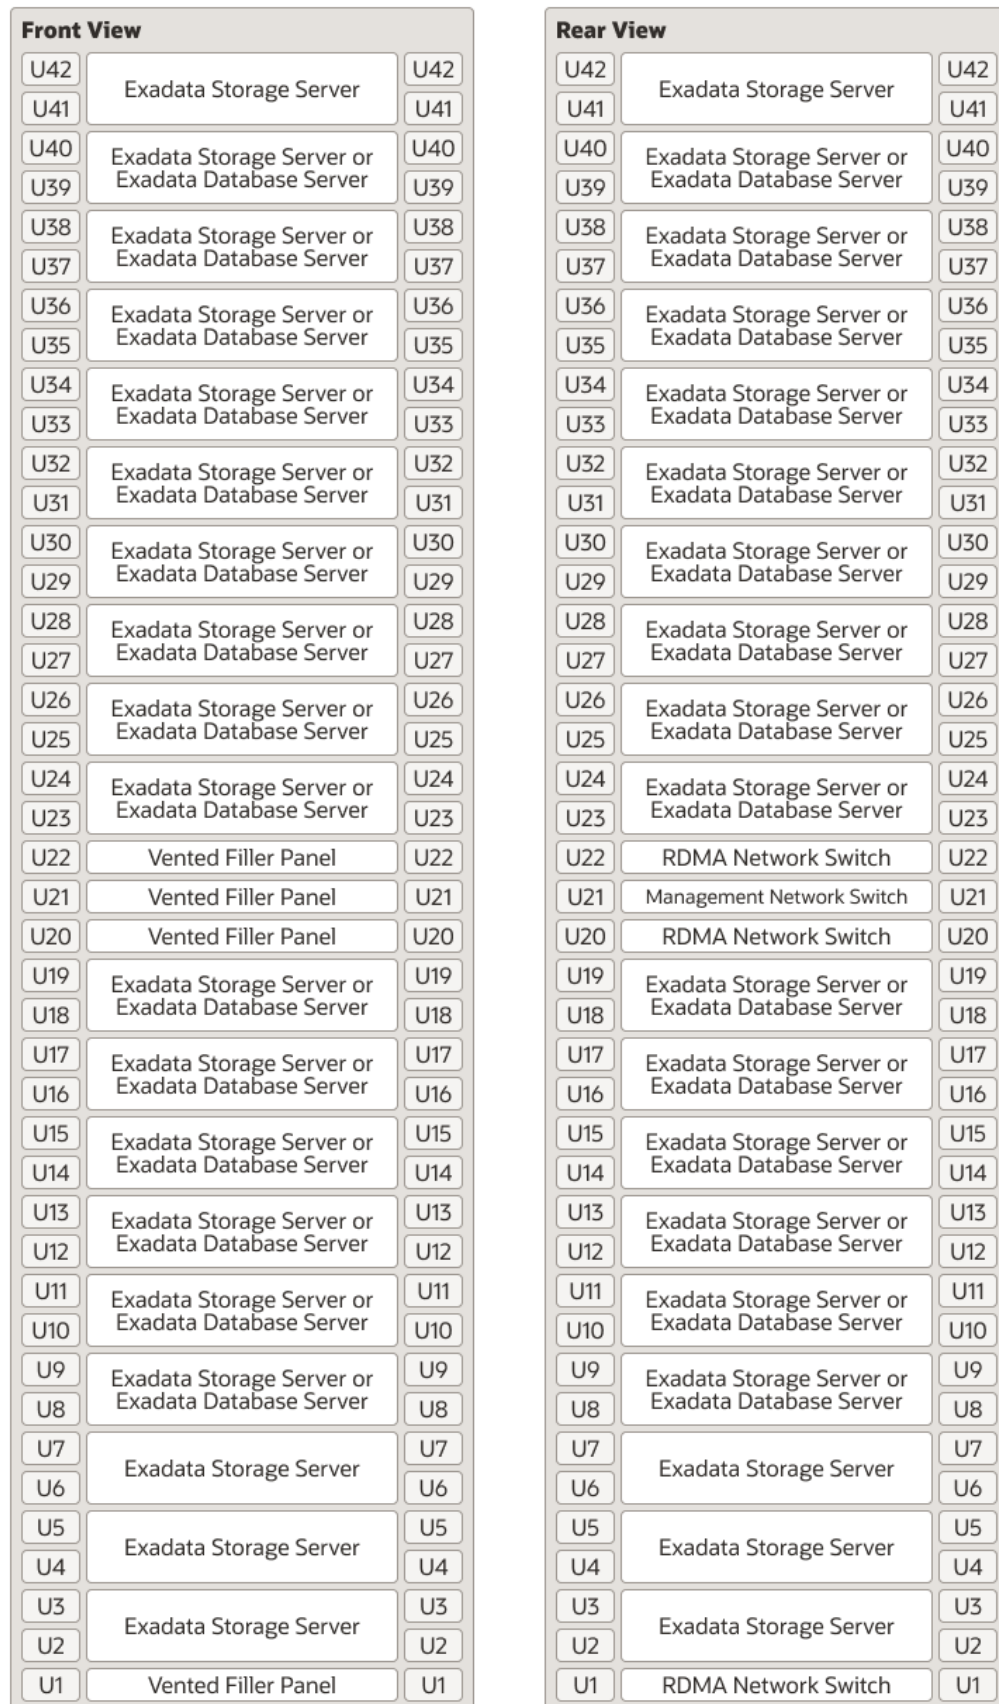 Front View
U42 U42
Exadata Storage Server
U41 U41
U40 Exadata Storage Server or U40
U39 Exadata Database Server U39
U38 Exadata Storage Server or U38
U37 Exadata Database Server U37
U36 Exadata Storage Server or U36
U35 Exadata Database Server U35
U34 Exadata Storage Server or U34
U33 Exadata Database Server U33
U32 Exadata Storage Server or U32
U31 Exadata Database Server U31
U30 Exadata Storage Server or U30
U29 Exadata Database Server U29
U28 Exadata Storage Server or U28
U27 Exadata Database Server U27
U26 Exadata Storage Server or U26
U25 Exadata Database Server U25
U24 Exadata Storage Server or U24
U23 Exadata Database Server U23
U22 Vented Filler Panel U22
U21 Vented Filler Panel U21
U20 Vented Filler Panel U20
U19 Exadata Storage Server or U19
U18 Exadata Database Server U18
U17 Exadata Storage Server or U17
U16 Exadata Database Server U16
U15 Exadata Storage Server or U15
U14 Exadata Database Server U14
U13 Exadata Storage Server or U13
U12 Exadata Database Server U12
U11 Exadata Storage Server or U11
U10 Exadata Database Server U10
U9 Exadata Storage Server or U9
U8 Exadata Database Server U8
U7 U7
Exadata Storage Server
U6 U6
U5 U5
Exadata Storage Server
U4 U4
U3 U3
Exadata Storage Server
U2 U2
U1 Vented Filler Panel U1
Rear View
U42 U42
Exadata Storage Server
U41 U41
U40 Exadata Storage Server or U40
U39 Exadata Database Server U39
U38 Exadata Storage Server or U38
U37 Exadata Database Server U37
U36 Exadata Storage Server or U36
U35 Exadata Database Server U35
U34 Exadata Storage Server or U34
U33 Exadata Database Server U33
U32 Exadata Storage Server or U32
U31 Exadata Database Server U31
U30 Exadata Storage Server or U30
U29 Exadata Database Server U29
U28 Exadata Storage Server or U28
U27 Exadata Database Server U27
U26 Exadata Storage Server or U26
U25 Exadata Database Server U25
U24 Exadata Storage Server or U24
U23 Exadata Database Server U23
U22 RDMA Network Switch U22
U21 Management Network Switch U21
U20 RDMA Network Switch U20
U19 Exadata Storage Server or U19
U18 Exadata Database Server U18
U17 Exadata Storage Server or U17
U16 Exadata Database Server U16
U15 Exadata Storage Server or U15
U14 Exadata Database Server U14
U13 Exadata Storage Server or U13
U12 Exadata Database Server U12
U11 Exadata Storage Server or U11
U10 Exadata Database Server U10
U9 Exadata Storage Server or U9
U8 Exadata Database Server U8
U7 U7
Exadata Storage Server
U6 U6
U5 U5
Exadata Storage Server
U4 U4
U3 U3
Exadata Storage Server
U2 U2
U1 RDMA Network Switch U1